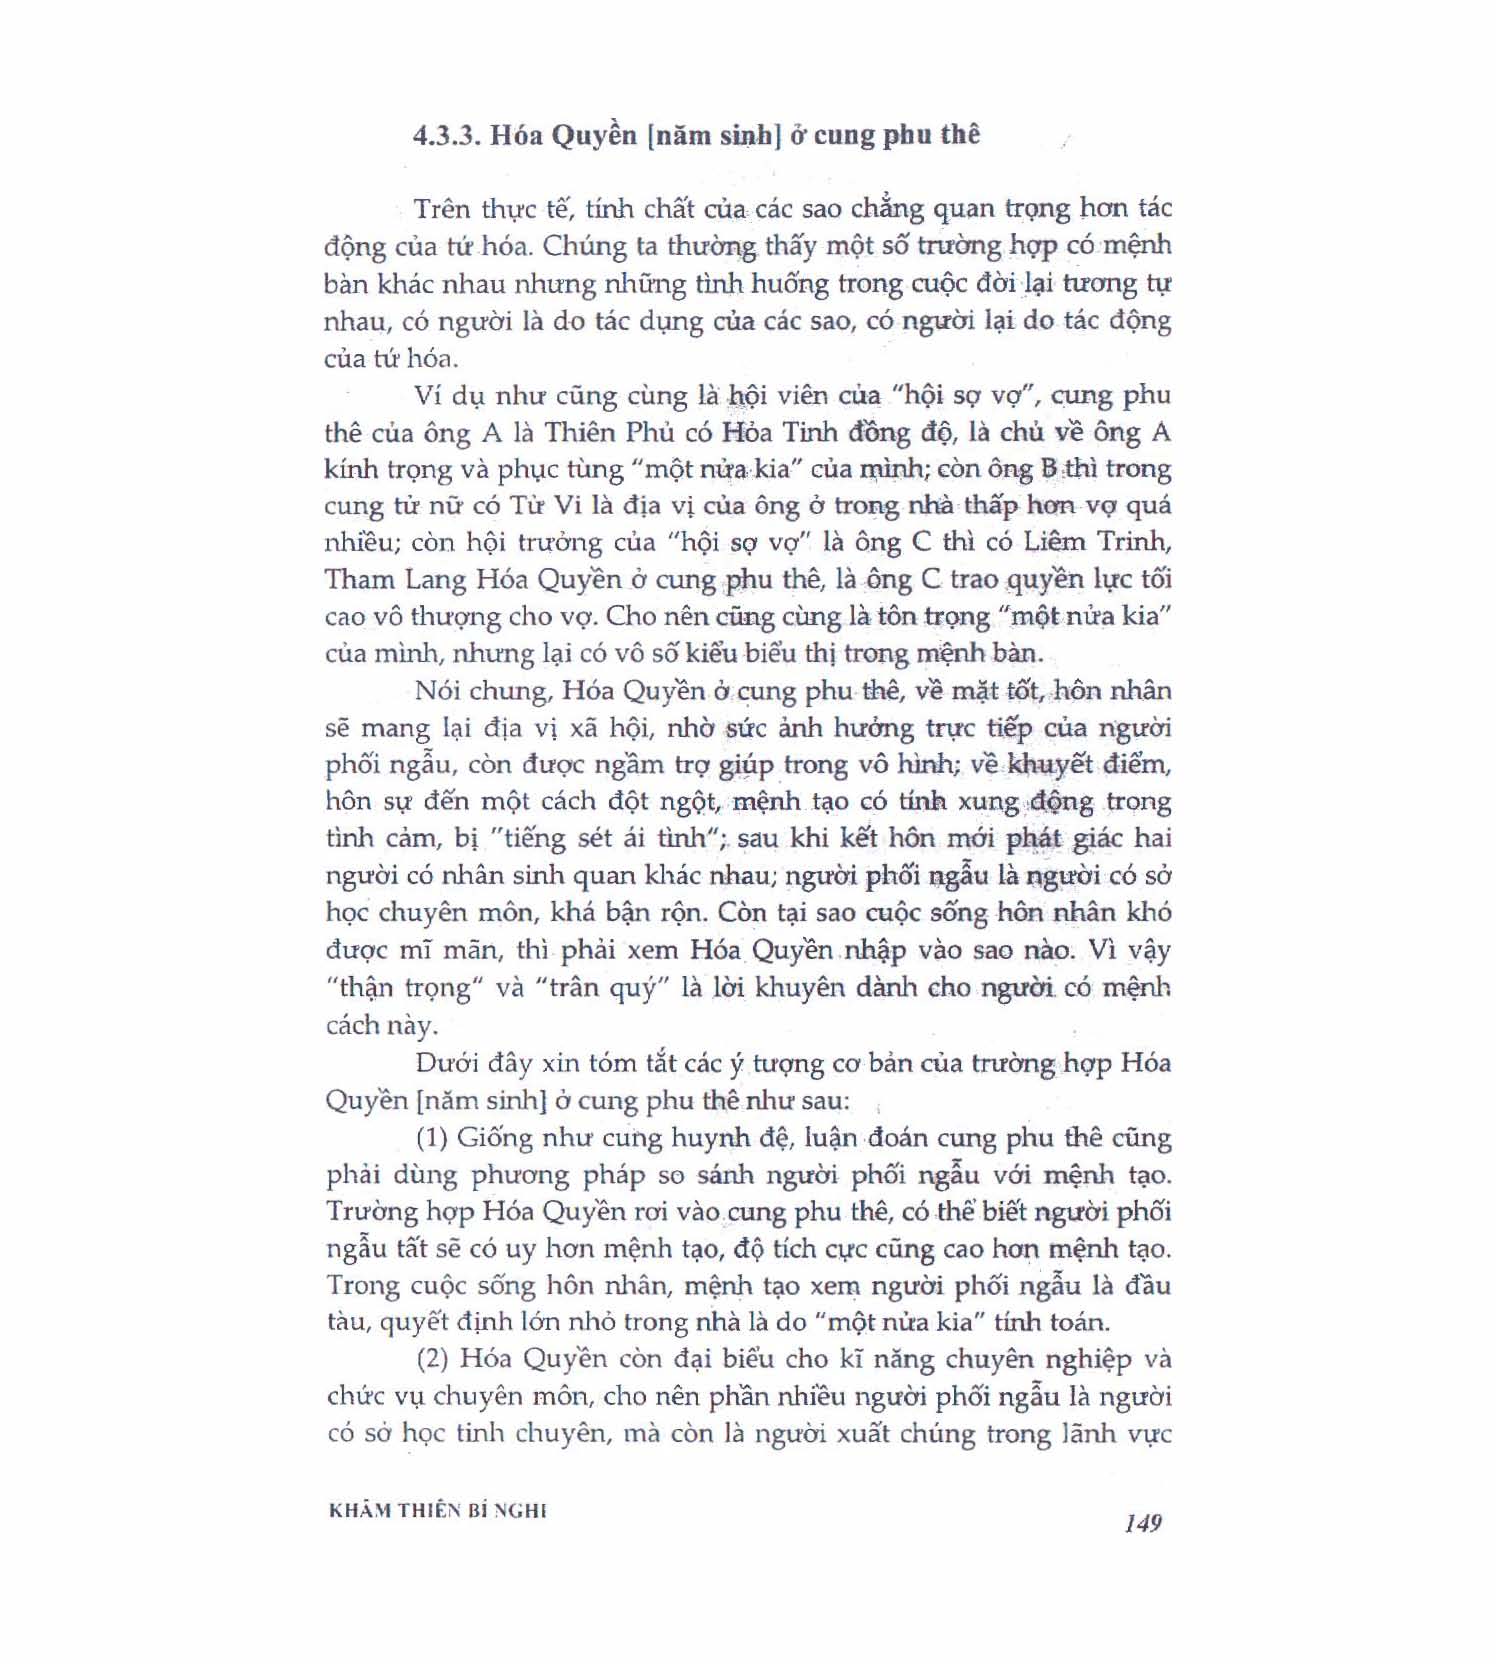 4.3.3. Hóa Quyền [năm sinh] ở cung phu thê
Trên thực tế, tính chất của các sao chẳng quan trọng hơn tác
động của tứ hóa. Chúng ta thường thấy một số trường hợp có mệnh
bàn khác nhau nhưng những tình huống trong cuộc đời lại tương tự
nhau, có người là do tác dụng của các sao, có người lại do tác động
của tứ hóa.
Ví dụ như cũng cùng là hội viên của "hội sợ vợ", cung phu
thê của ông A là Thiên Phủ có Hỏa Tinh đồng độ, là chủ về ông A
kính trọng và phục tùng "một nửa kia" của mình; còn ông B thì trong
cung tử nữ có Tử Vi là địa vị của ông ở trong nhà thấp hơn vợ quá
nhiều; còn hội trưởng của "hội sợ vợ" là ông C thì có Liêm Trinh,
Tham Lang Hóa Quyền ở cung phu thê, là ông C trao quyền lực tối
cao vô thượng cho vợ. Cho nên cũng cùng là tôn trọng "một nửa kia"
của mình, nhưng lại có vô số kiểu biểu thị trong mệnh bàn.
Nói chung, Hóa Quyền ở cung phu thê, về mặt tốt, hôn nhân
sẽ mang lại địa vị xã hội, nhờ sức ảnh hưởng trực tiếp của người
phối ngẫu, còn được ngầm trợ giúp trong vô hình; về khuyết điểm,
hôn sự đến một cách đột ngột, mệnh tạo có tính xung động trong
tình cảm, bị "tiếng sét ái tình"; sau khi kết hôn mới phát giác hai
người có nhân sinh quan khác nhau; người phối ngẫu là người có sở
học chuyên môn, khá bận rộn. Còn tại sao cuộc sống hôn nhân khó
được mĩ mãn, thì phải xem Hóa Quyền nhập vào sao nào. Vì vậy
"thận trọng" và "trân quý" là lời khuyên dành cho người có mệnh
cách này.
Dưới đây xin tóm tắt các ý tượng cơ bản của trường hợp Hóa
Quyền [năm sinh] ở cung phu thê như sau:
(1) Giống như cung huynh đệ, luận đoán cung phu thê cũng
phải dùng phương pháp so sánh người phối ngẫu với mệnh tạo.
Trường hợp Hóa Quyền rơi vào cung phu thê, có thể biết người phối
ngẫu tất sẽ có uy hơn mệnh tạo, độ tích cực cũng cao hơn mệnh tạo.
Trong cuộc sống hôn nhân, mệnh tạo xem người phối ngẫu là đầu
tàu, quyết định lớn nhỏ trong nhà là do "một nửa kia" tính toán.
(2) Hóa Quyền còn đại biểu cho kĩ năng chuyên nghiệp và
chức vụ chuyên môn, cho nên phần nhiều người phối ngẫu là người
có sở học tinh chuyên, mà còn là người xuất chúng trong lãnh vực
KHÂM THIÊN BÍ NGHI
149